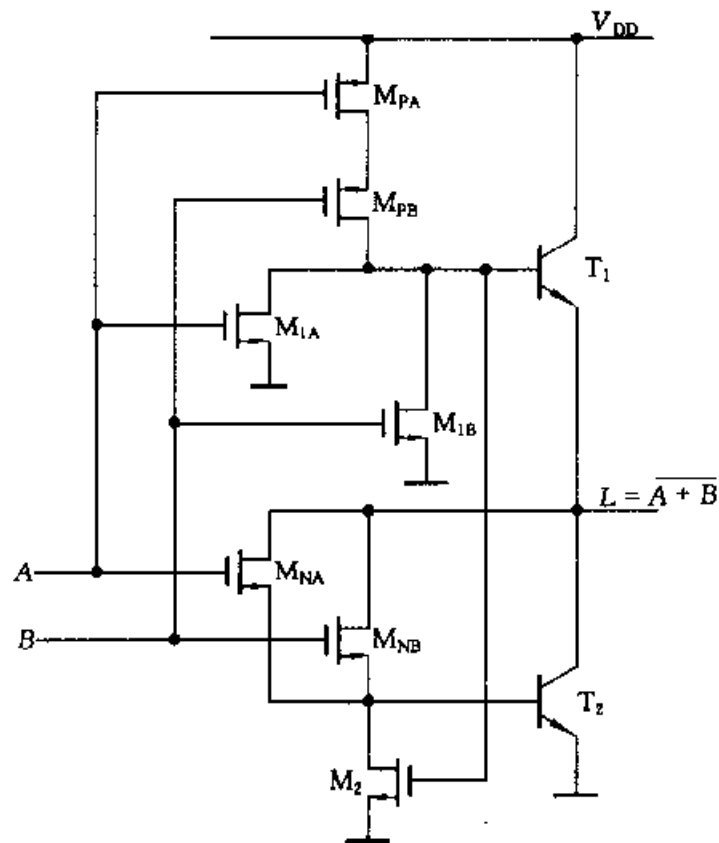 V_DD
M_PA
M_PB
T_1
M_1A
M_1B
L = \overline{A + B}
A
M_NA
B
M_NB
T_2
M_2